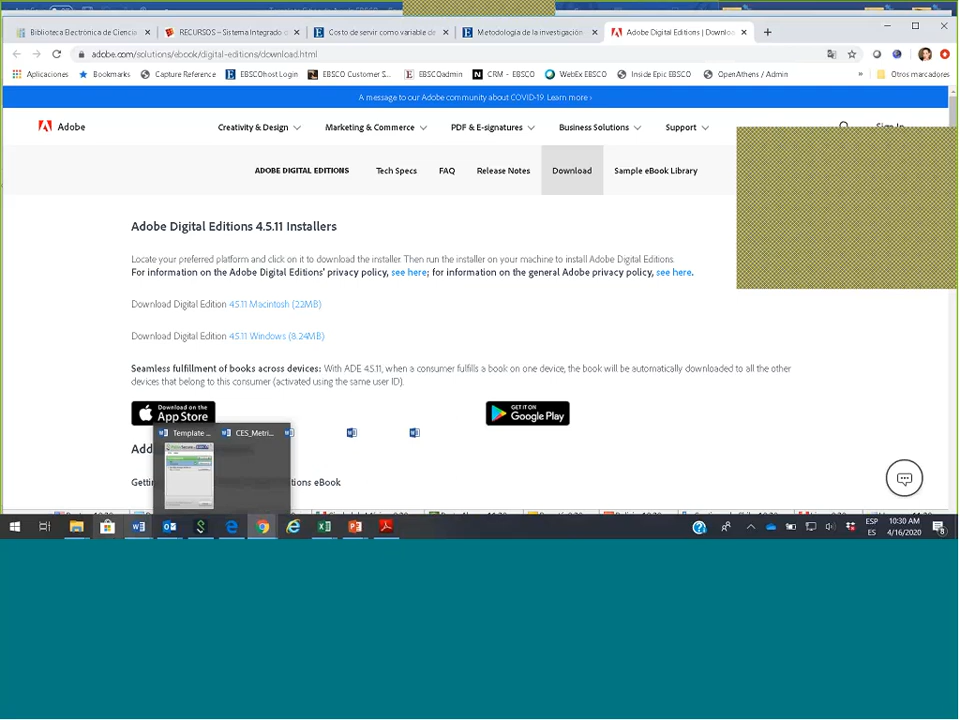 Biblioteca Electrónica de Ciencia
RECURSOS – Sistema Integrado
Costo de servir como variable de
Metodología de la investigación
Adobe Digital Editions | Downlo
adobe.com/solutions/ebook/digital-editions/download.html
Aplicaciones
Bookmarks
Capture Reference
EBSCOhost Login
EBSCO Customer S...
EBSCOadmin
CRM - EBSCO
WebEx EBSCO
Inside Epic EBSCO
OpenAthens / Admin
»
Otros marcadores
A message to our Adobe community about COVID-19. Learn more ›
Adobe
Creativity & Design
Marketing & Commerce
PDF & E-signatures
Business Solutions
Support
Sign In
ADOBE DIGITAL EDITIONS
Tech Specs
FAQ
Release Notes
Download
Sample eBook Library
Adobe Digital Editions 4.5.11 Installers
Locate your preferred platform and click on it to download the installer. Then run the installer on your machine to install Adobe Digital Editions
For information on the Adobe Digital Editions' privacy policy, see here; for information on the general Adobe privacy policy, see here.
Download Digital Edition 4.5.11 Macintosh (22MB)
Download Digital Edition 4.5.11 Windows (8.24MB)
Seamless fulfillment of books across devices: With ADE 4.5.11, when a consumer fulfills a book on one device, the book will be automatically downloaded to all the other
devices that belong to this consumer (activated using the same user ID).
Download on the
App Store
GET IT ON
Google Play
Template ...
CES_Metri...
Add
Getti
tions eBook
ESP
ES
10:30 AM
4/16/2020